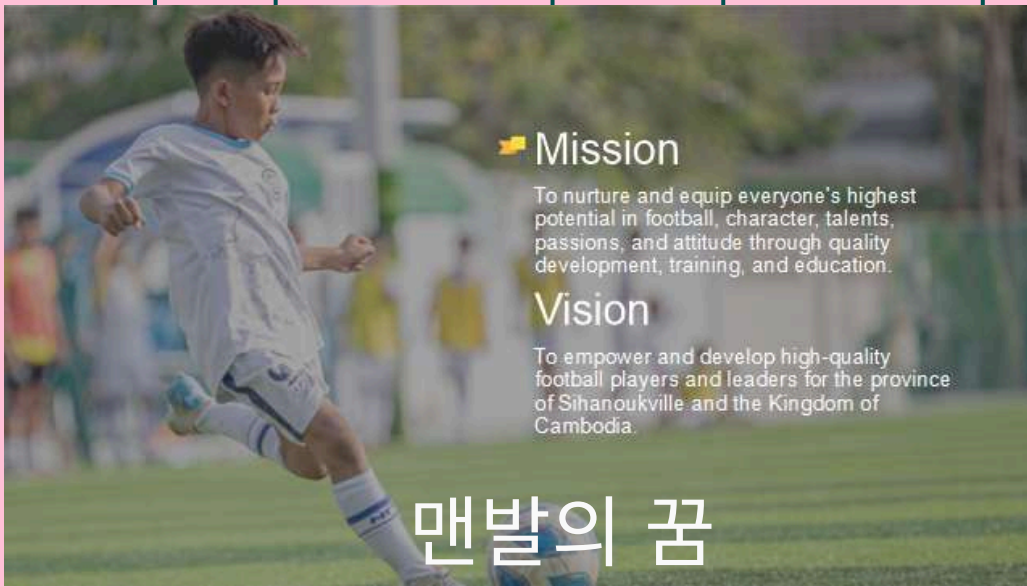 Mission
To nurture and equip everyone's highest
potential in football, character, talents,
passions, and attitude through quality
development, training, and education.
Vision
To empower and develop high-quality
football players and leaders for the province
of Sihanoukville and the Kingdom of
Cambodia.
맨발의 꿈